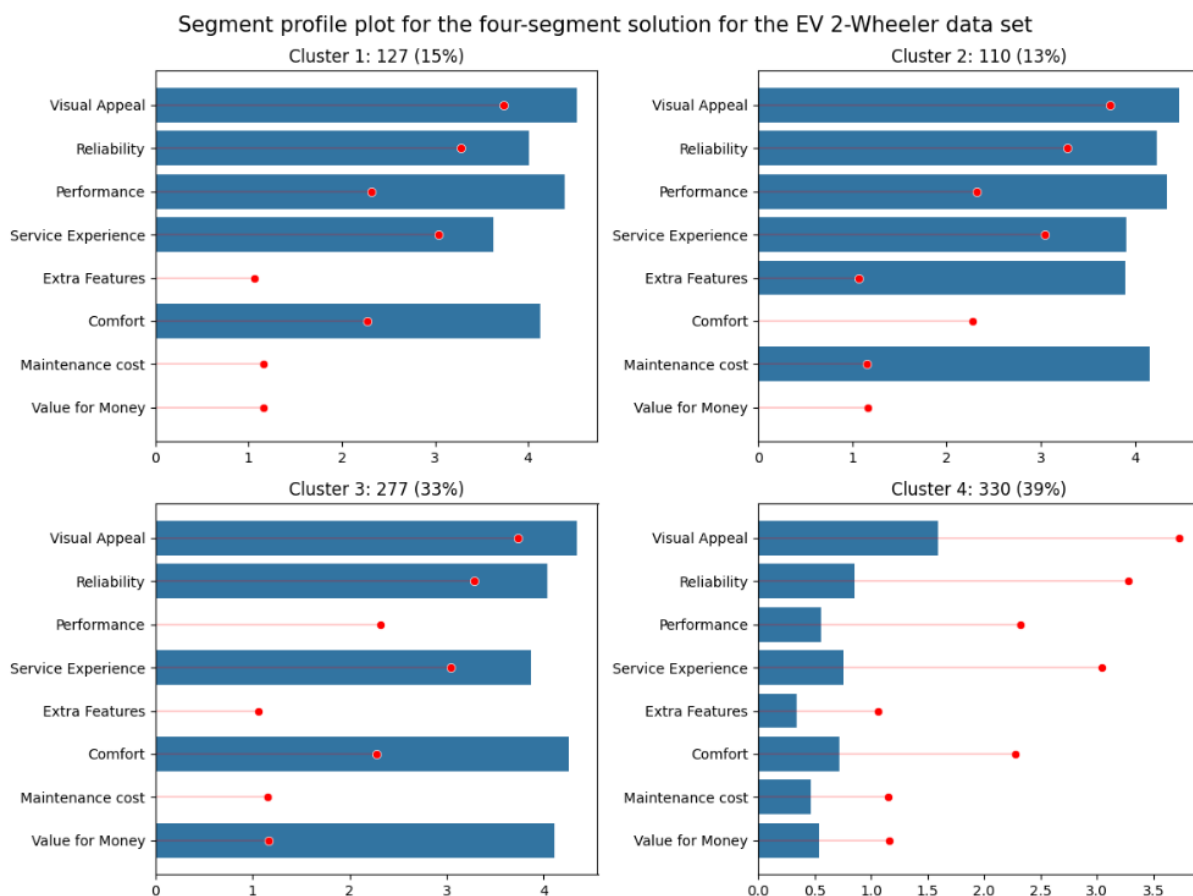 Segment profile plot for the four-segment solution for the EV 2-Wheeler data set
Cluster 1: 127 (15%)
Visual Appeal
Reliability
Performance
Service Experience
Extra Features
Comfort
Maintenance cost
Value for Money
0 1 2 3 4
Cluster 2: 110 (13%)
Visual Appeal
Reliability
Performance
Service Experience
Extra Features
Comfort
Maintenance cost
Value for Money
0 1 2 3 4
Cluster 3: 277 (33%)
Visual Appeal
Reliability
Performance
Service Experience
Extra Features
Comfort
Maintenance cost
Value for Money
0 1 2 3 4
Cluster 4: 330 (39%)
Visual Appeal
Reliability
Performance
Service Experience
Extra Features
Comfort
Maintenance cost
Value for Money
0.0 0.5 1.0 1.5 2.0 2.5 3.0 3.5